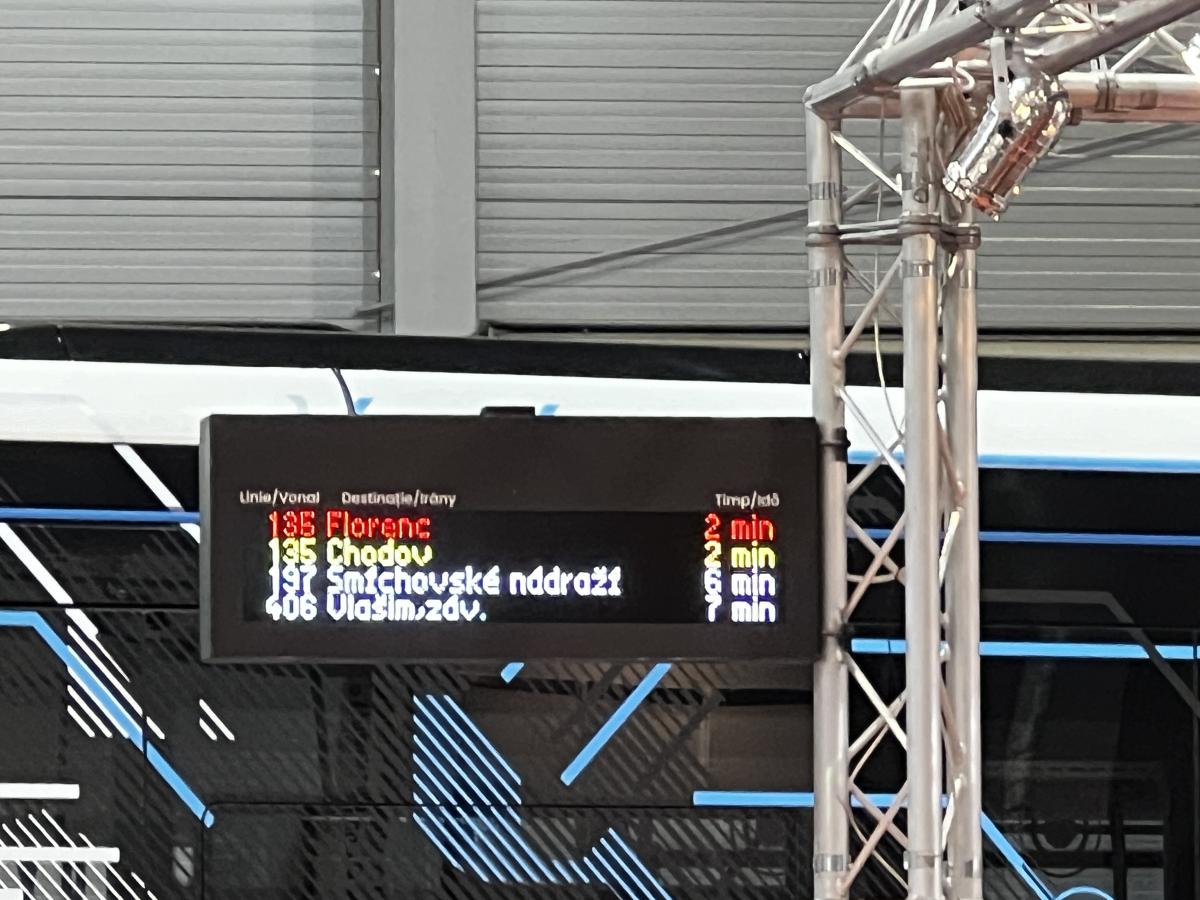 Linie/Vonal Destinație/Irány Timp/Idő
135 Florenc 2 min
135 Chodov 2 min
197 Smíchovské nádraží 6 min
406 Vlašim,záv. 7 min